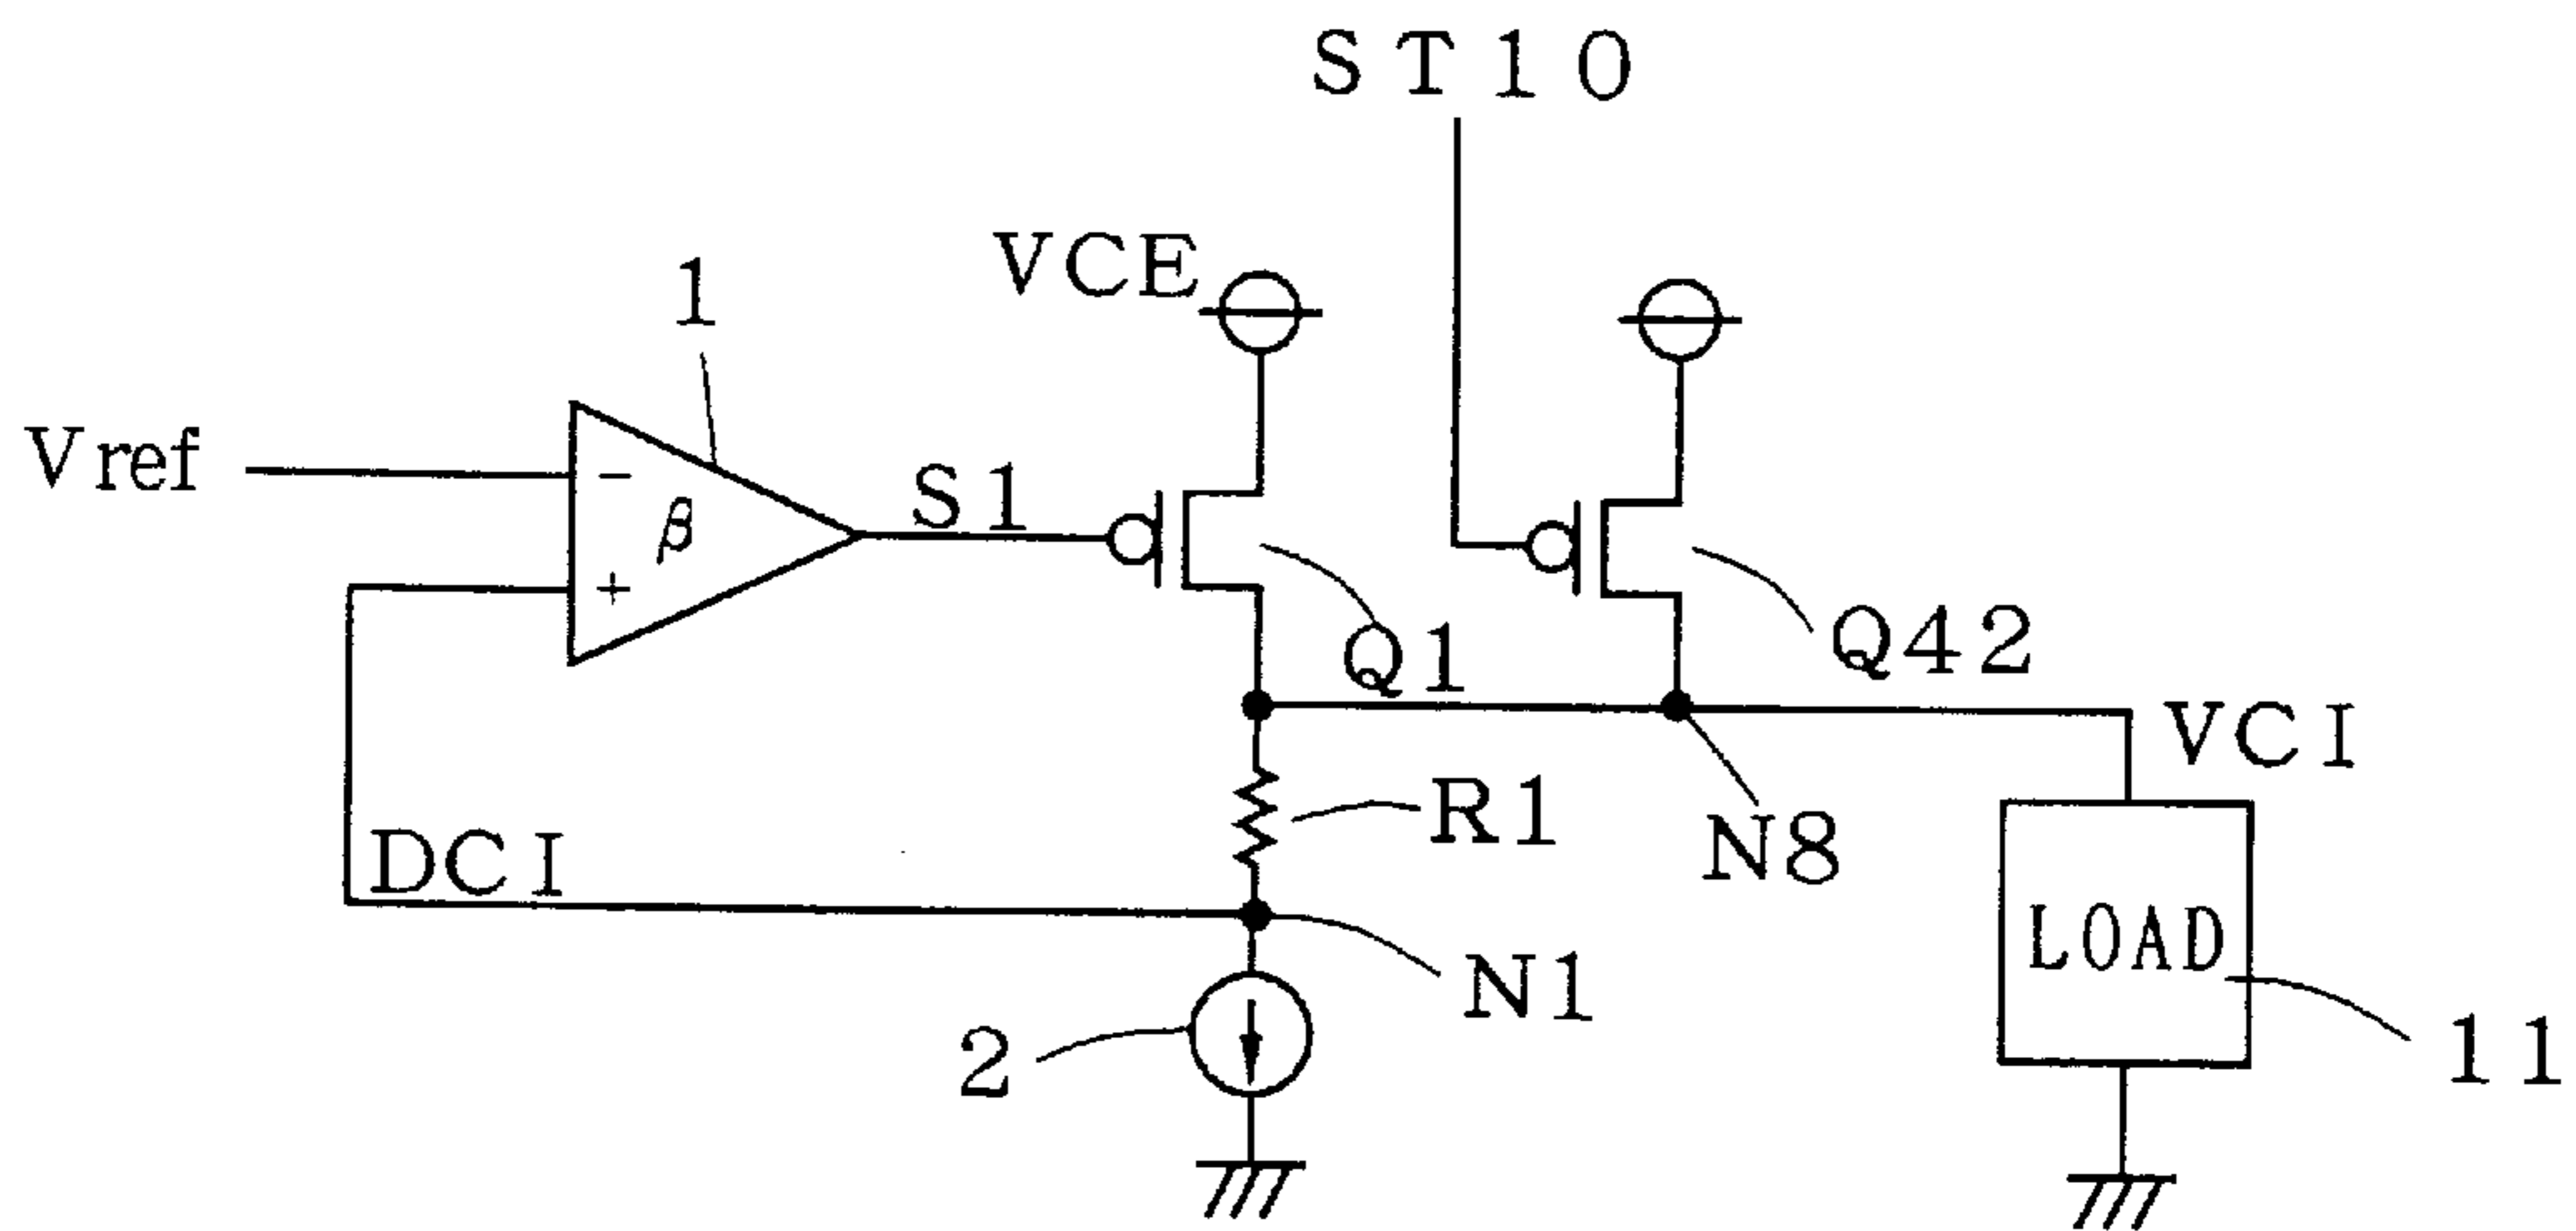 ST10
VCE
1
Vref
−
β
+
S1
Q1
Q42
VCI
R1
N8
DCI
LOAD
N1
2
11